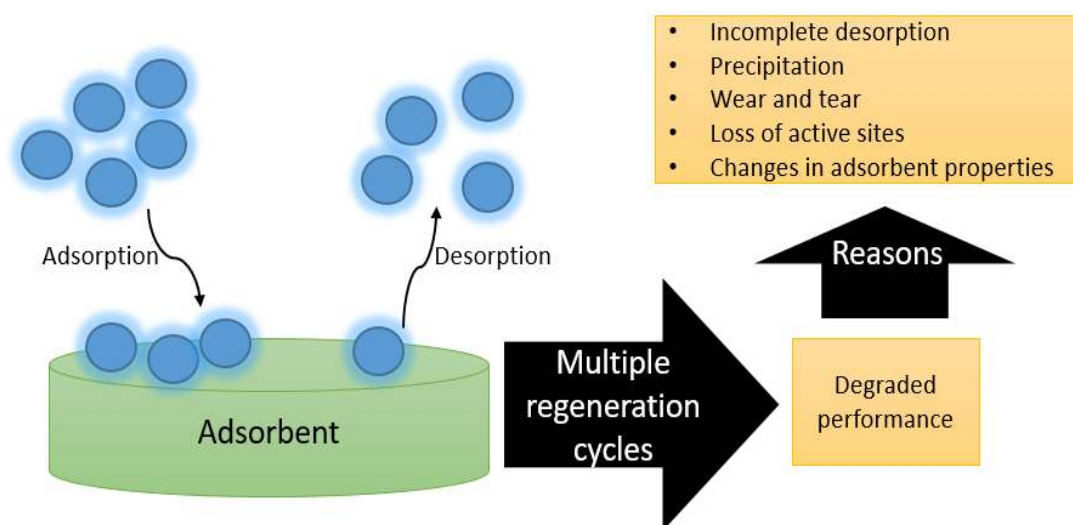 • Incomplete desorption
• Precipitation
• Wear and tear
• Loss of active sites
• Changes in adsorbent properties
Adsorption
Desorption
Reasons
Adsorbent
Multiple
regeneration
cycles
Degraded
performance